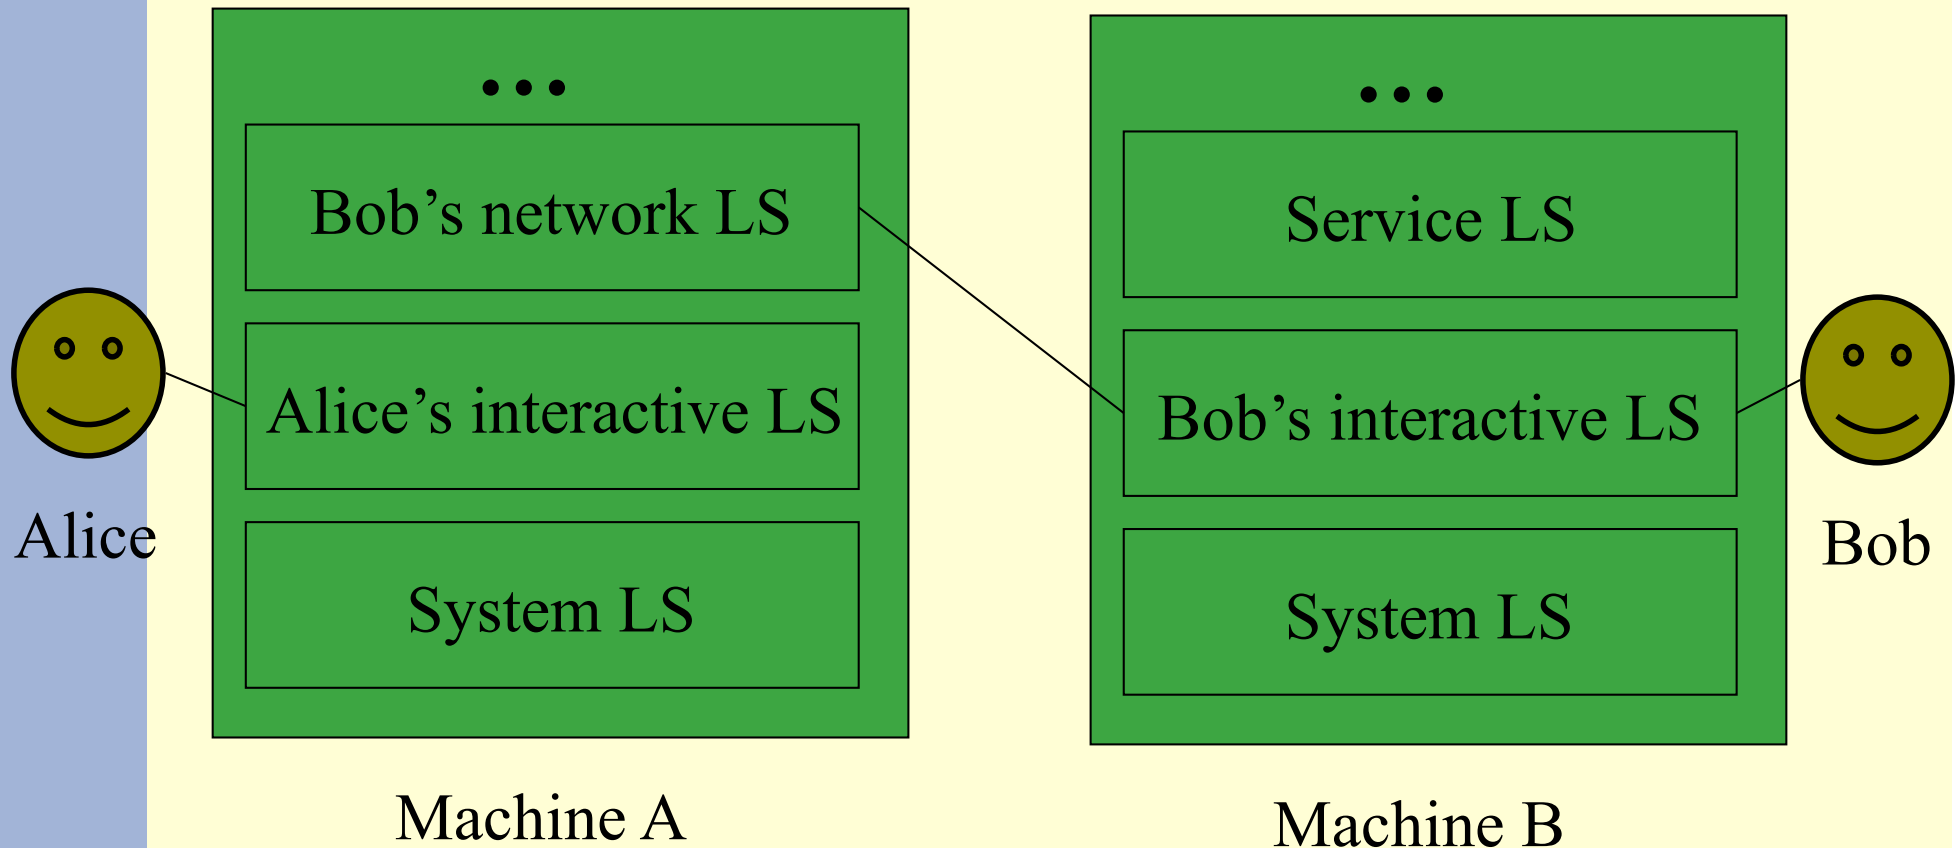 ...
Bob’s network LS
Alice’s interactive LS
System LS
Machine A
Alice
...
Service LS
Bob’s interactive LS
System LS
Machine B
Bob